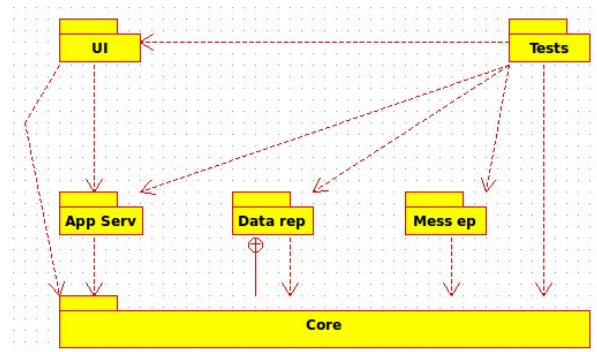 UI
Tests
App Serv
Data rep
Mess ep
Core